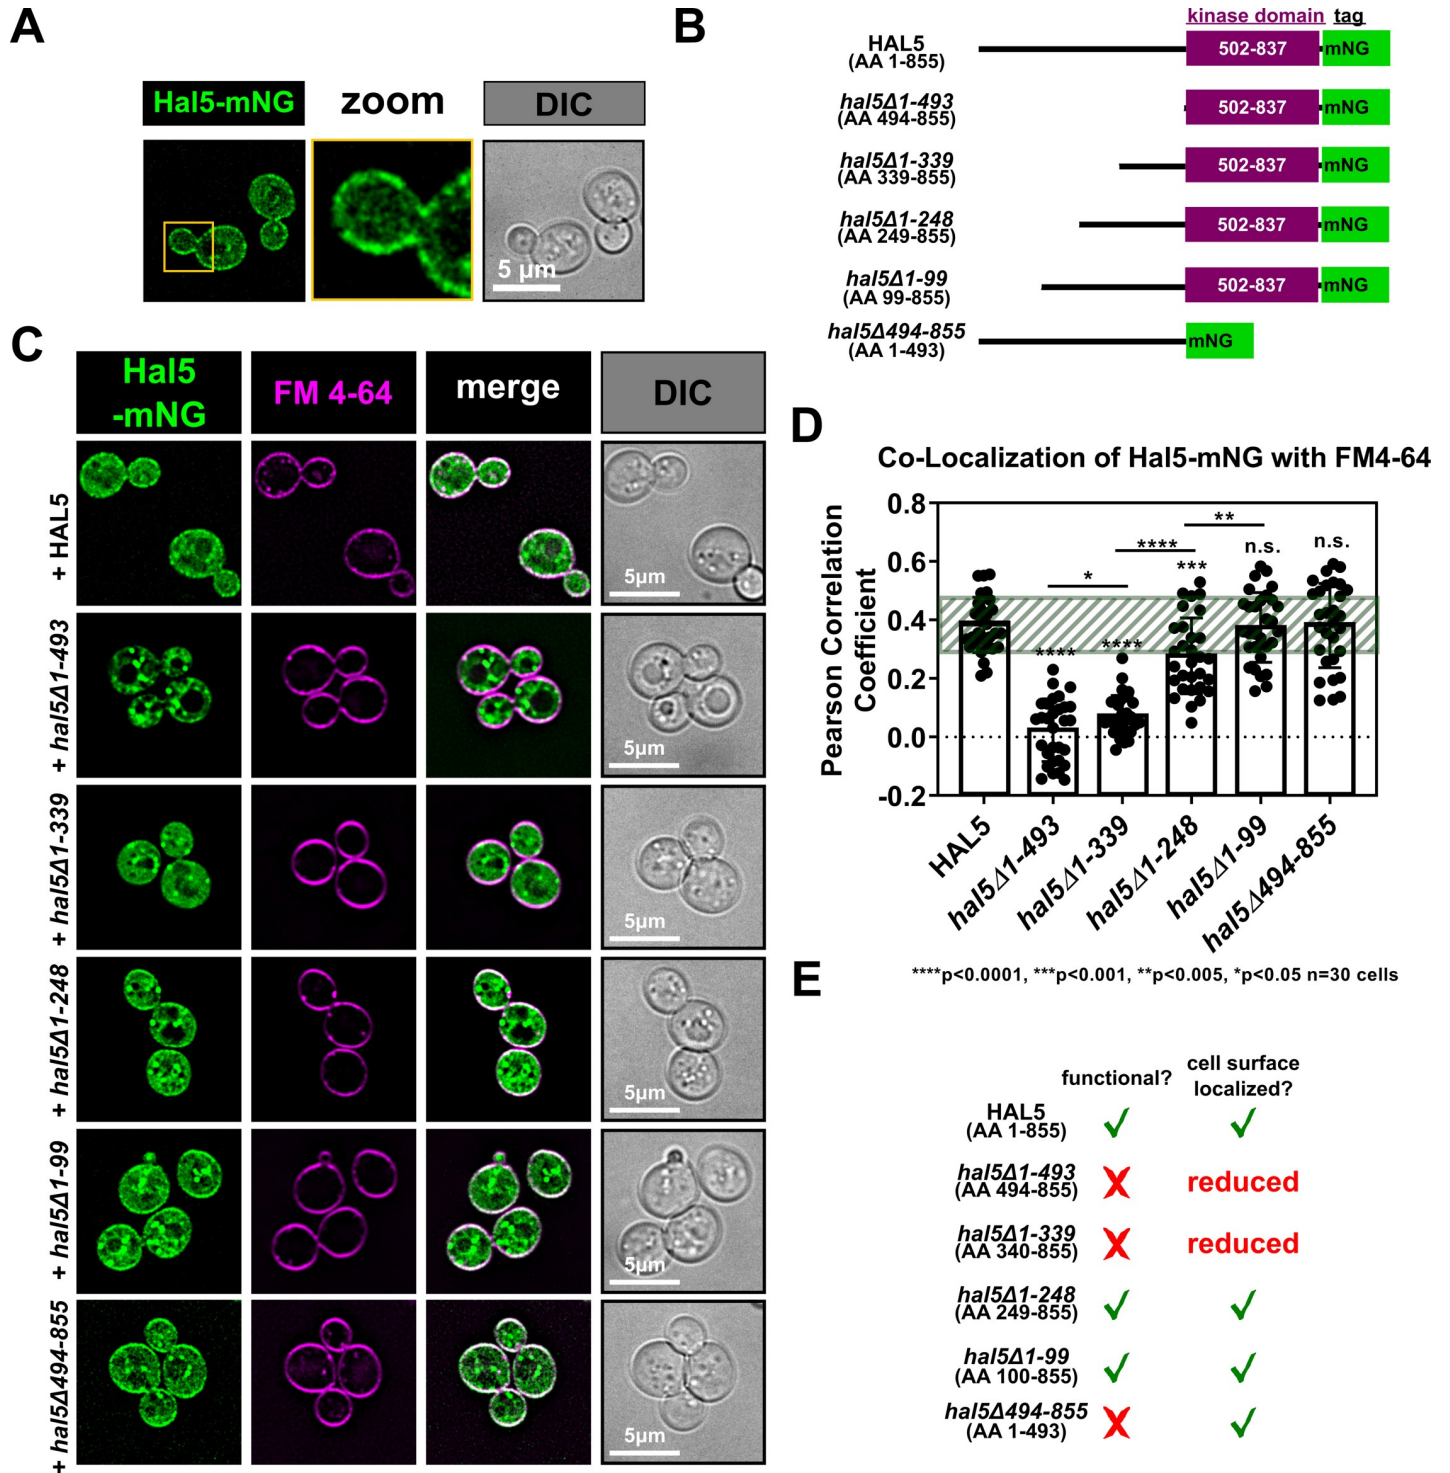 A
Hal5-mNG
zoom
DIC
5 µm
B
kinase domain tag
HAL5
(AA 1-855)
502-837
mNG
hal5Δ1-493
(AA 494-855)
502-837
mNG
hal5Δ1-339
(AA 339-855)
502-837
mNG
hal5Δ1-248
(AA 249-855)
502-837
mNG
hal5Δ1-99
(AA 99-855)
502-837
mNG
hal5Δ494-855
(AA 1-493)
mNG
C
Hal5
-mNG
FM 4-64
merge
DIC
+ HAL5
5µm
+ hal5Δ1-493
5µm
+ hal5Δ1-339
5µm
+ hal5Δ1-248
5µm
+ hal5Δ1-99
5µm
+ hal5Δ494-855
5µm
D
Co-Localization of Hal5-mNG with FM4-64
Pearson Correlation
Coefficient
0.8
0.6
0.4
0.2
0.0
-0.2
****
*
****
****
***
**
n.s.
n.s.
HAL5
hal5Δ1-493
hal5Δ1-339
hal5Δ1-248
hal5Δ1-99
hal5Δ494-855
****p<0.0001, ***p<0.001, **p<0.005, *p<0.05 n=30 cells
E
functional?
cell surface
localized?
HAL5
(AA 1-855)
✓
✓
hal5Δ1-493
(AA 494-855)
X
reduced
hal5Δ1-339
(AA 340-855)
X
reduced
hal5Δ1-248
(AA 249-855)
✓
✓
hal5Δ1-99
(AA 100-855)
✓
✓
hal5Δ494-855
(AA 1-493)
X
✓